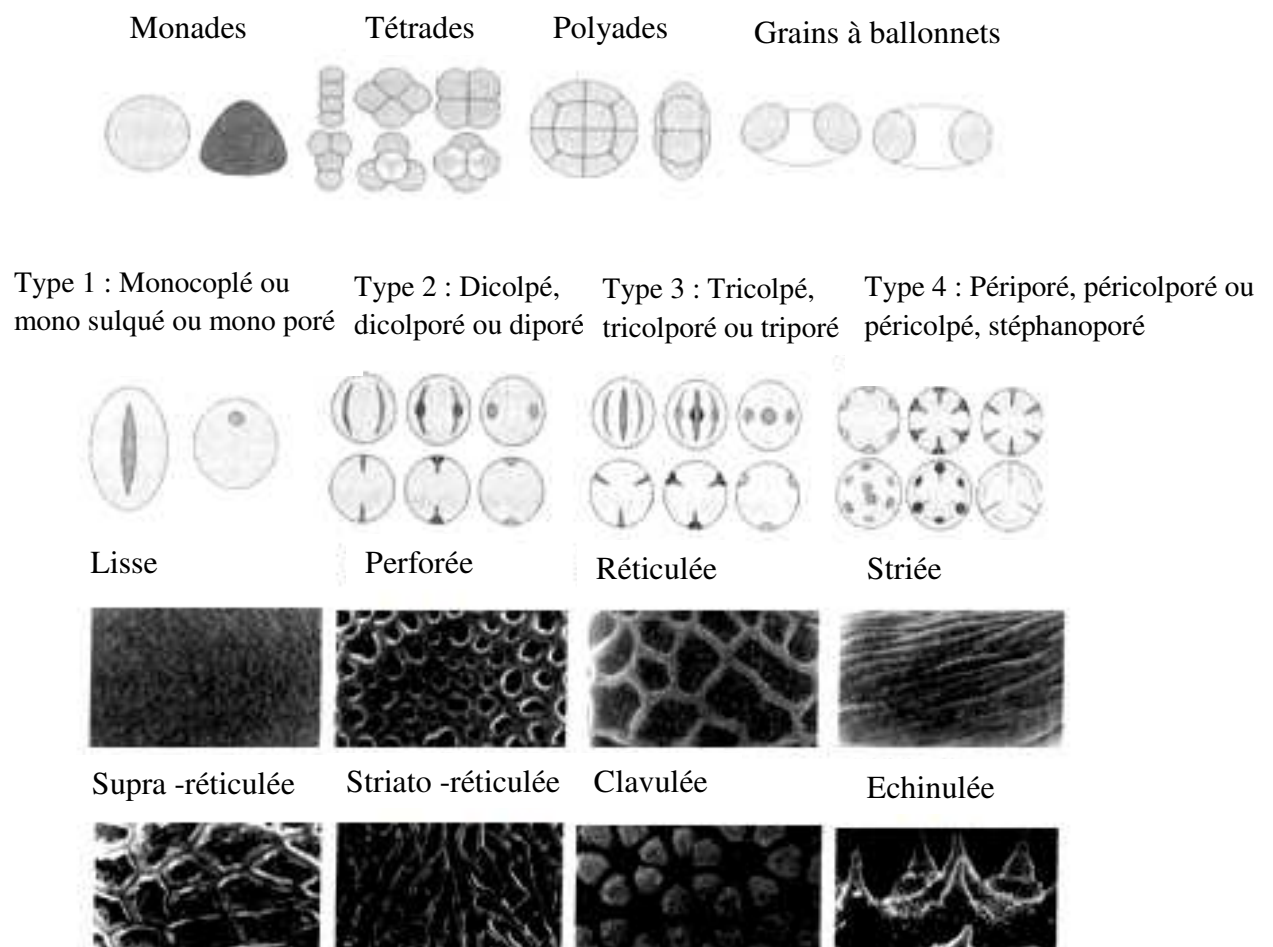 Monades Tétrades Polyades Grains à ballonnets
Type 1 : Monocoplé ou
mono sulqué ou mono poré
Type 2 : Dicolpé,
dicolporé ou diporé
Type 3 : Tricolpé,
tricolporé ou triporé
Type 4 : Périporé, péricolporé ou
péricolpé, stéphanoporé
Lisse Perforée Réticulée Striée
Supra -réticulée Striato -réticulée Clavulée Echinulée